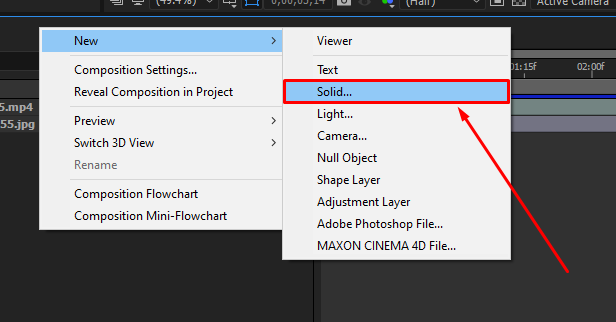 (49.4%)
0;00;03;14
(Half)
Active Camera
New
Viewer
01:15f
02:00f
Composition Settings...
Text
Reveal Composition in Project
Solid...
5.mp4
Light...
55.jpg
Preview
Camera...
Switch 3D View
Null Object
Rename
Shape Layer
Composition Flowchart
Adjustment Layer
Composition Mini-Flowchart
Adobe Photoshop File...
MAXON CINEMA 4D File...